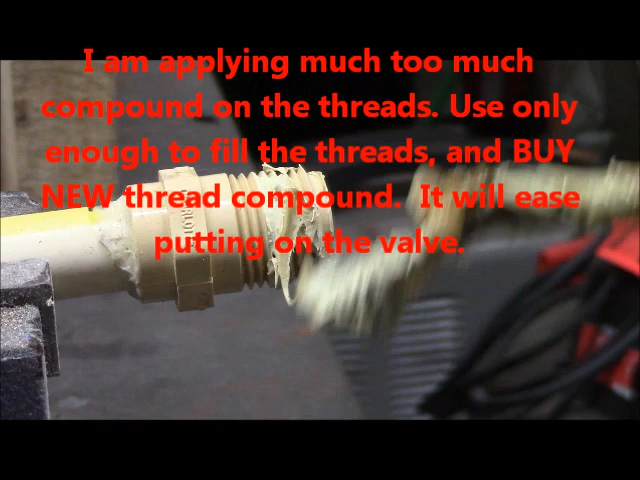 I am applying much too much
compound on the threads. Use only
enough to fill the threads, and BUY
NEW thread compound.  It will ease
putting on the valve.